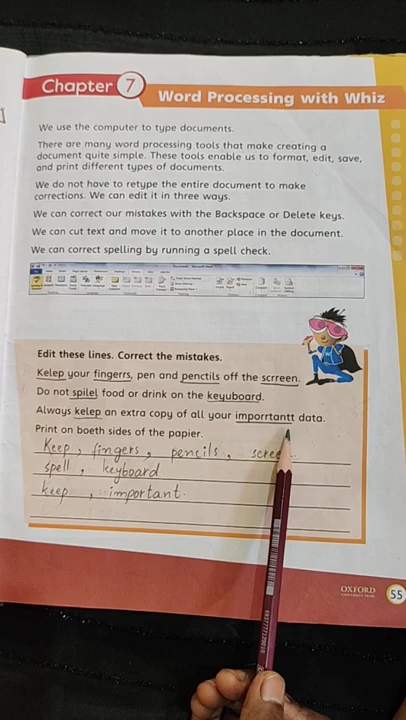 Chapter 7
Word Processing with Whiz
We use the computer to type documents.
There are many word processing tools that make creating a
document quite simple. These tools enable us to format, edit, save,
and print different types of documents.
We do not have to retype the entire document to make
corrections. We can edit it in three ways.
We can correct our mistakes with the Backspace or Delete keys.
We can cut text and move it to another place in the document.
We can correct spelling by running a spell check.
Edit these lines. Correct the mistakes.
Kelep your fingerrs, pen and penctils off the scrreen.
Do not spilel food or drink on the keyuboard.
Always kelep an extra copy of all your imporrtantt data.
Print on boeth sides of the papier.
Keep, fingers, pencils, scree
spell, keyboard
keep, important.
OXFORD
UNIVERSITY PRESS
55